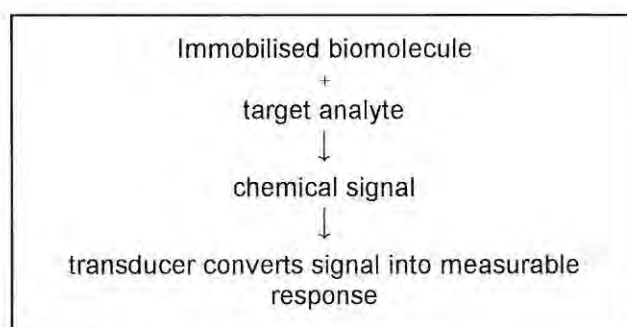 Immobilised biomolecule
+
target analyte
↓
chemical signal
↓
transducer converts signal into measurable
response